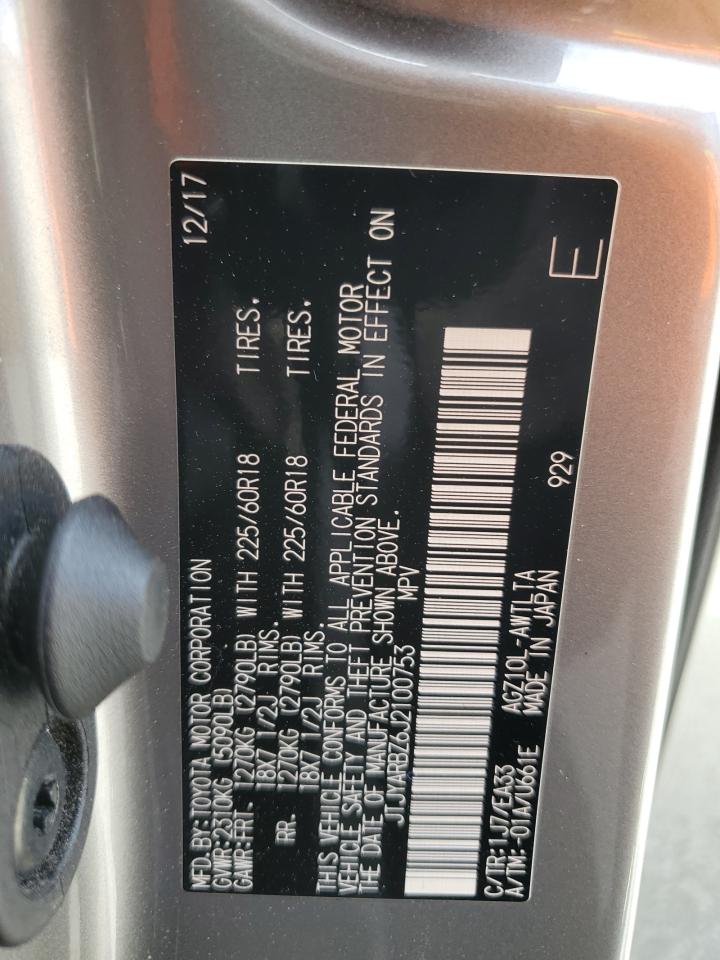 MFD.BY:TOYOTA MOTOR CORPORATION 12/17
GVWR:2310KG (5090LB)
GAWR:FRT. 1270KG (2790LB) WITH 225/60R18 TIRES.
18X7 1/2J RIMS.
RR. 1270KG (2790LB) WITH 225/60R18 TIRES.
18X7 1/2J RIMS.
THIS VEHICLE CONFORMS TO ALL APPLICABLE FEDERAL MOTOR
VEHICLE SAFETY AND THEFT PREVENTION STANDARDS IN EFFECT ON
THE DATE OF MANUFACTURE SHOWN ABOVE.
JTJYARBZ6J2100753 MPV
C/TR:1J7/EA33 AGZ10L-AWTLTA
A/TM:-01A/U661E MADE IN JAPAN
929
E